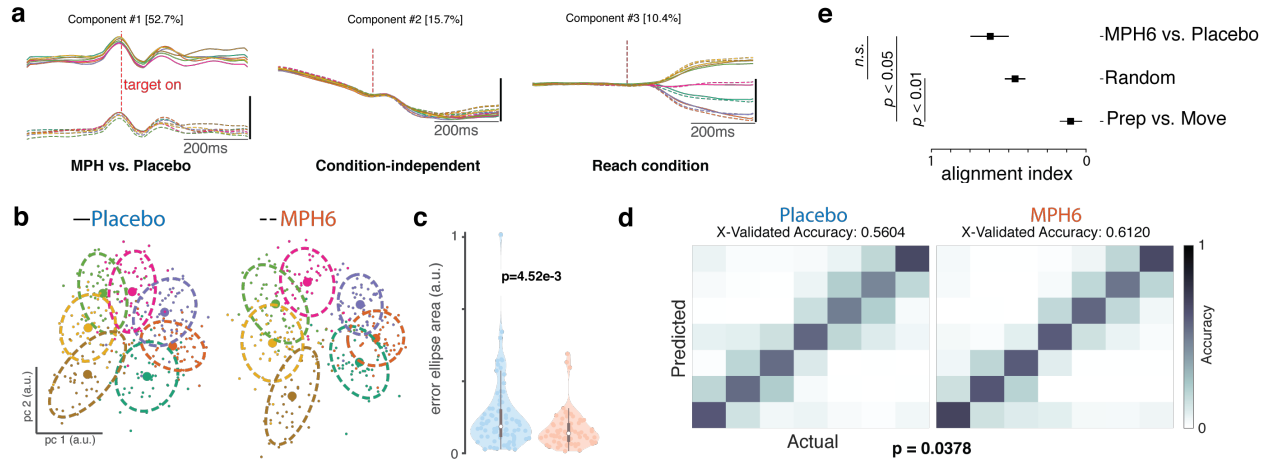 a
Component #1 [52.7%]
target on
200ms
MPH vs. Placebo
Component #2 [15.7%]
200ms
Condition-independent
Component #3 [10.4%]
200ms
Reach condition
e
n.s.
p < 0.05
p < 0.01
MPH6 vs. Placebo
Random
Prep vs. Move
1
0
alignment index
b
Placebo
MPH6
pc 2 (a.u.)
pc 1 (a.u.)
c
error ellipse area (a.u.)
1
0
p=4.52e-3
d
Placebo
X-Validated Accuracy: 0.5604
MPH6
X-Validated Accuracy: 0.6120
Predicted
Actual
p = 0.0378
1
0
Accuracy